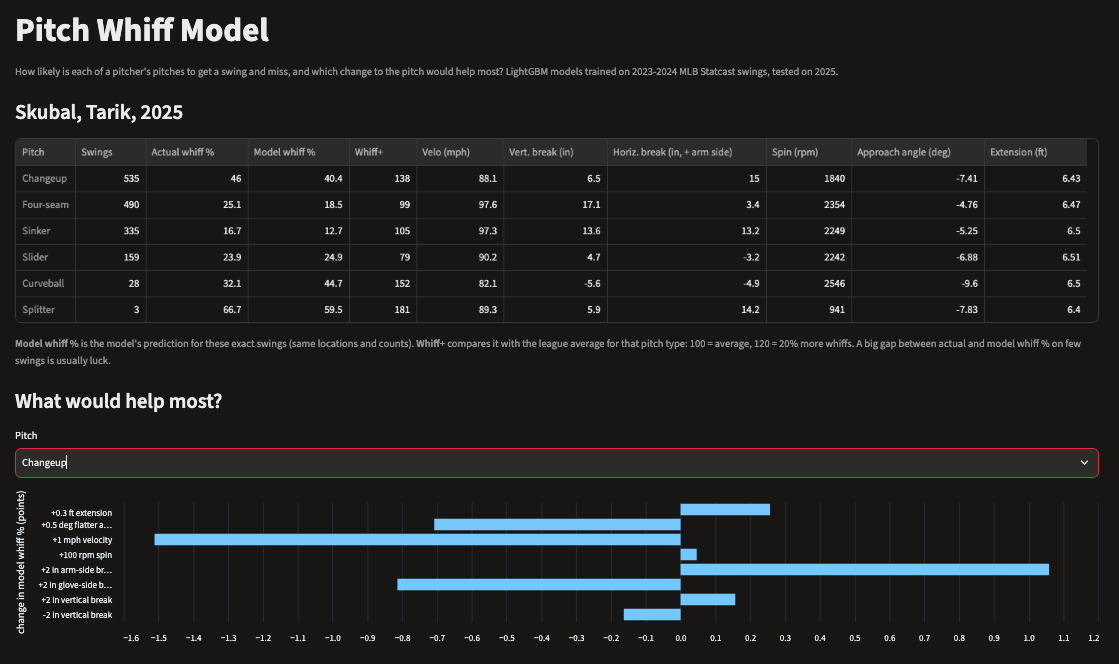 Pitch Whiff Model
How likely is each of a pitcher's pitches to get a swing and miss, and which change to the pitch would help most? LightGBM models trained on 2023-2024 MLB Statcast swings, tested on 2025.
Skubal, Tarik, 2025
Pitch Swings Actual whiff % Model whiff % Whiff+ Velo (mph) Vert. break (in) Horiz. break (in, + arm side) Spin (rpm) Approach angle (deg) Extension (ft)
Changeup 535 46 40.4 138 88.1 6.5 15 1840 -7.41 6.43
Four-seam 490 25.1 18.5 99 97.6 17.1 3.4 2354 -4.76 6.47
Sinker 335 16.7 12.7 105 97.3 13.6 13.2 2249 -5.25 6.5
Slider 159 23.9 24.9 79 90.2 4.7 -3.2 2242 -6.88 6.51
Curveball 28 32.1 44.7 152 82.1 -5.6 -4.9 2546 -9.6 6.5
Splitter 3 66.7 59.5 181 89.3 5.9 14.2 941 -7.83 6.4
Model whiff % is the model's prediction for these exact swings (same locations and counts). Whiff+ compares it with the league average for that pitch type: 100 = average, 120 = 20% more whiffs. A big gap between actual and model whiff % on few
swings is usually luck.
What would help most?
Pitch
Changeup
change in model whiff % (points)
+0.3 ft extension
+0.5 deg flatter a...
+1 mph velocity
+100 rpm spin
+2 in arm-side br...
+2 in glove-side b...
+2 in vertical break
-2 in vertical break
−1.6 −1.5 −1.4 −1.3 −1.2 −1.1 −1.0 −0.9 −0.8 −0.7 −0.6 −0.5 −0.4 −0.3 −0.2 −0.1 0.0 0.1 0.2 0.3 0.4 0.5 0.6 0.7 0.8 0.9 1.0 1.1 1.2